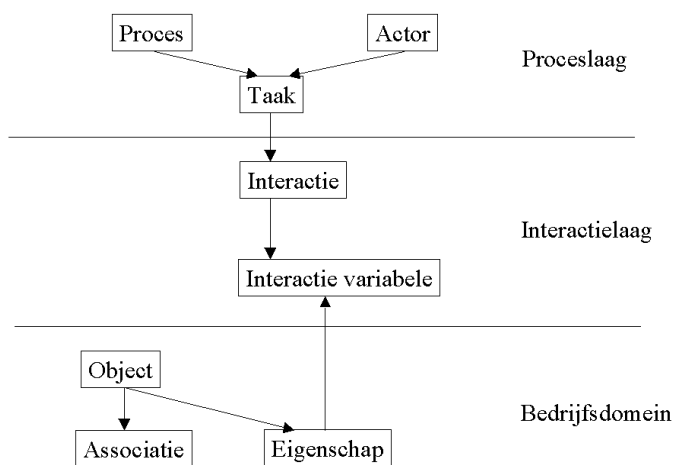 Proces
Actor
Proceslaag
Taak
Interactie
Interactielaag
Interactie variabele
Object
Bedrijfsdomein
Associatie
Eigenschap